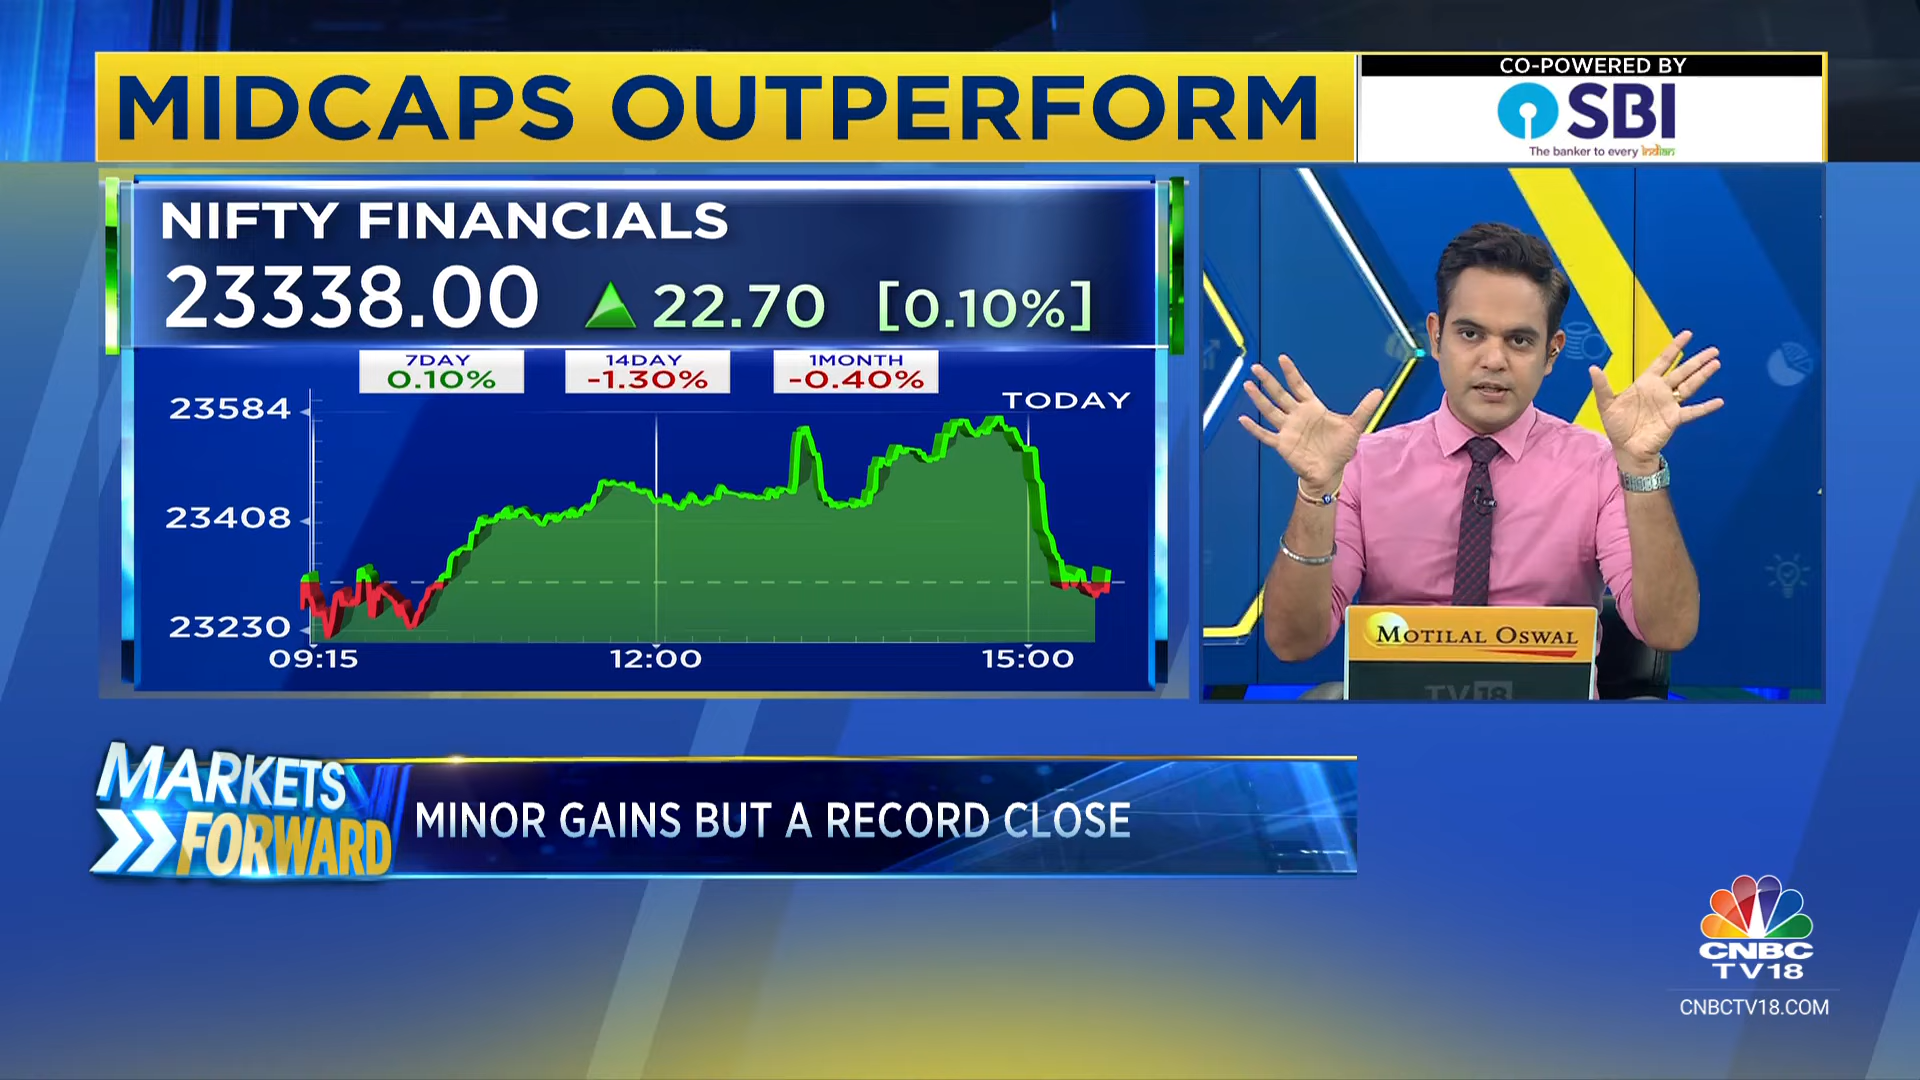 MIDCAPS OUTPERFORM
CO-POWERED BY
SBI
The banker to every Indian
NIFTY FINANCIALS
23338.00 22.70 [0.10%]
7DAY
0.10%
14DAY
-1.30%
1MONTH
-0.40%
TODAY
23584
23408
23230
09:15 12:00 15:00
MOTILAL OSWAL
TV18
MARKETS
FORWARD
MINOR GAINS BUT A RECORD CLOSE
CNBC
TV18
CNBCTV18.COM